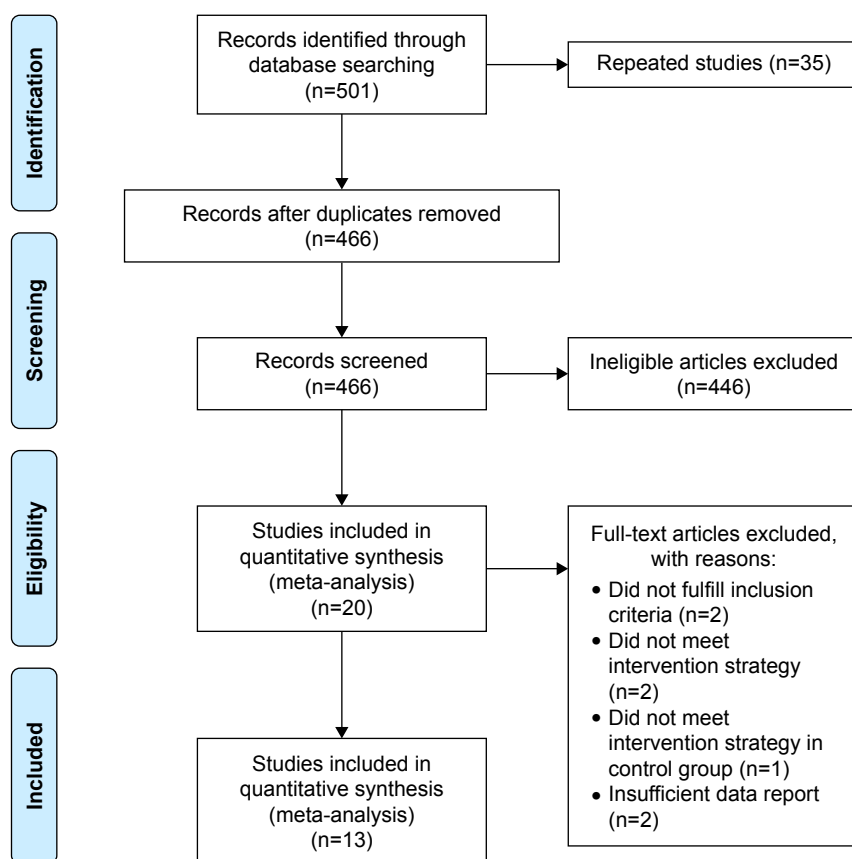 Identification
Records identified through
database searching
(n=501)
Repeated studies (n=35)
Records after duplicates removed
(n=466)
Screening
Records screened
(n=466)
Ineligible articles excluded
(n=446)
Eligibility
Studies included in
quantitative synthesis
(meta-analysis)
(n=20)
Full-text articles excluded,
with reasons:
• Did not fulfill inclusion
criteria (n=2)
• Did not meet
intervention strategy
(n=2)
• Did not meet
intervention strategy in
control group (n=1)
• Insufficient data report
(n=2)
Included
Studies included in
quantitative synthesis
(meta-analysis)
(n=13)